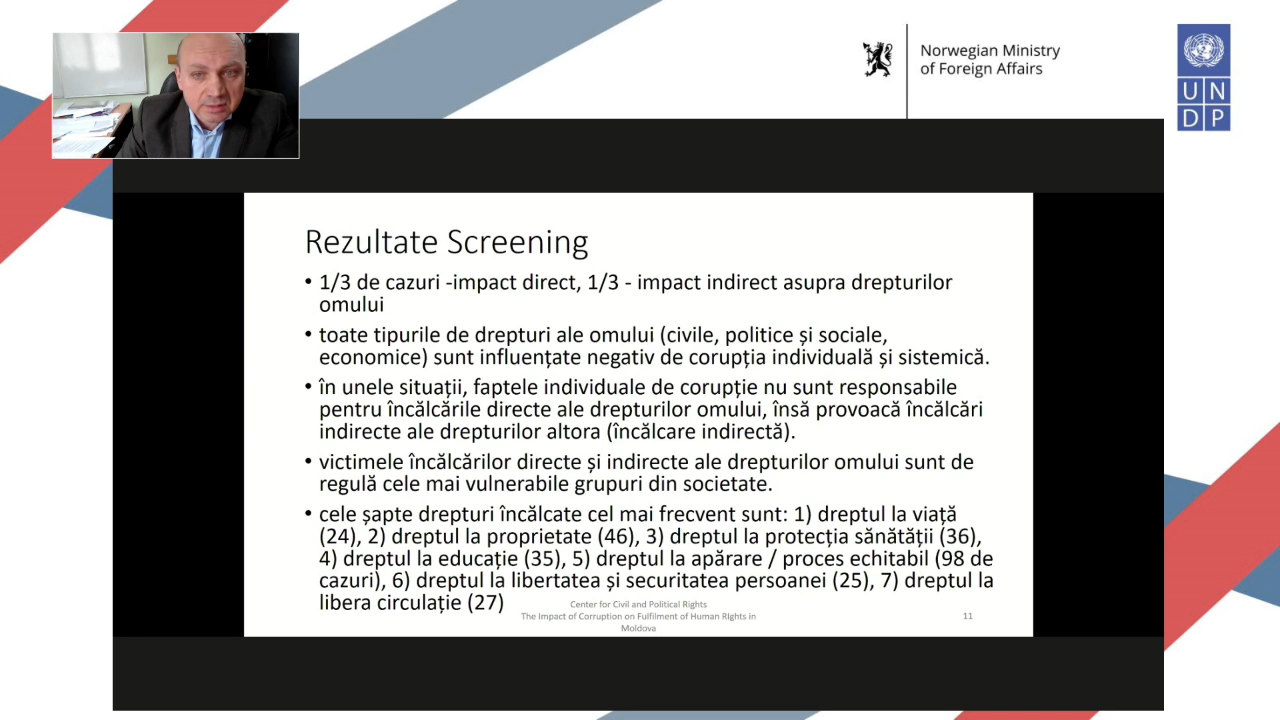 Norwegian Ministry
of Foreign Affairs
U N
D P
Rezultate Screening
• 1/3 de cazuri -impact direct, 1/3 - impact indirect asupra drepturilor
omului
• toate tipurile de drepturi ale omului (civile, politice și sociale,
economice) sunt influențate negativ de corupția individuală și sistemică.
• în unele situații, faptele individuale de corupție nu sunt responsabile
pentru încălcările directe ale drepturilor omului, însă provoacă încălcări
indirecte ale drepturilor altora (încălcare indirectă).
• victimele încălcărilor directe și indirecte ale drepturilor omului sunt de
regulă cele mai vulnerabile grupuri din societate.
• cele șapte drepturi încălcate cel mai frecvent sunt: 1) dreptul la viață
(24), 2) dreptul la proprietate (46), 3) dreptul la protecția sănătății (36),
4) dreptul la educație (35), 5) dreptul la apărare / proces echitabil (98 de
cazuri), 6) dreptul la libertatea și securitatea persoanei (25), 7) dreptul la
libera circulație (27)
Center for Civil and Political Rights
The Impact of Corruption on Fulfilment of Human RIghts in
Moldova
11